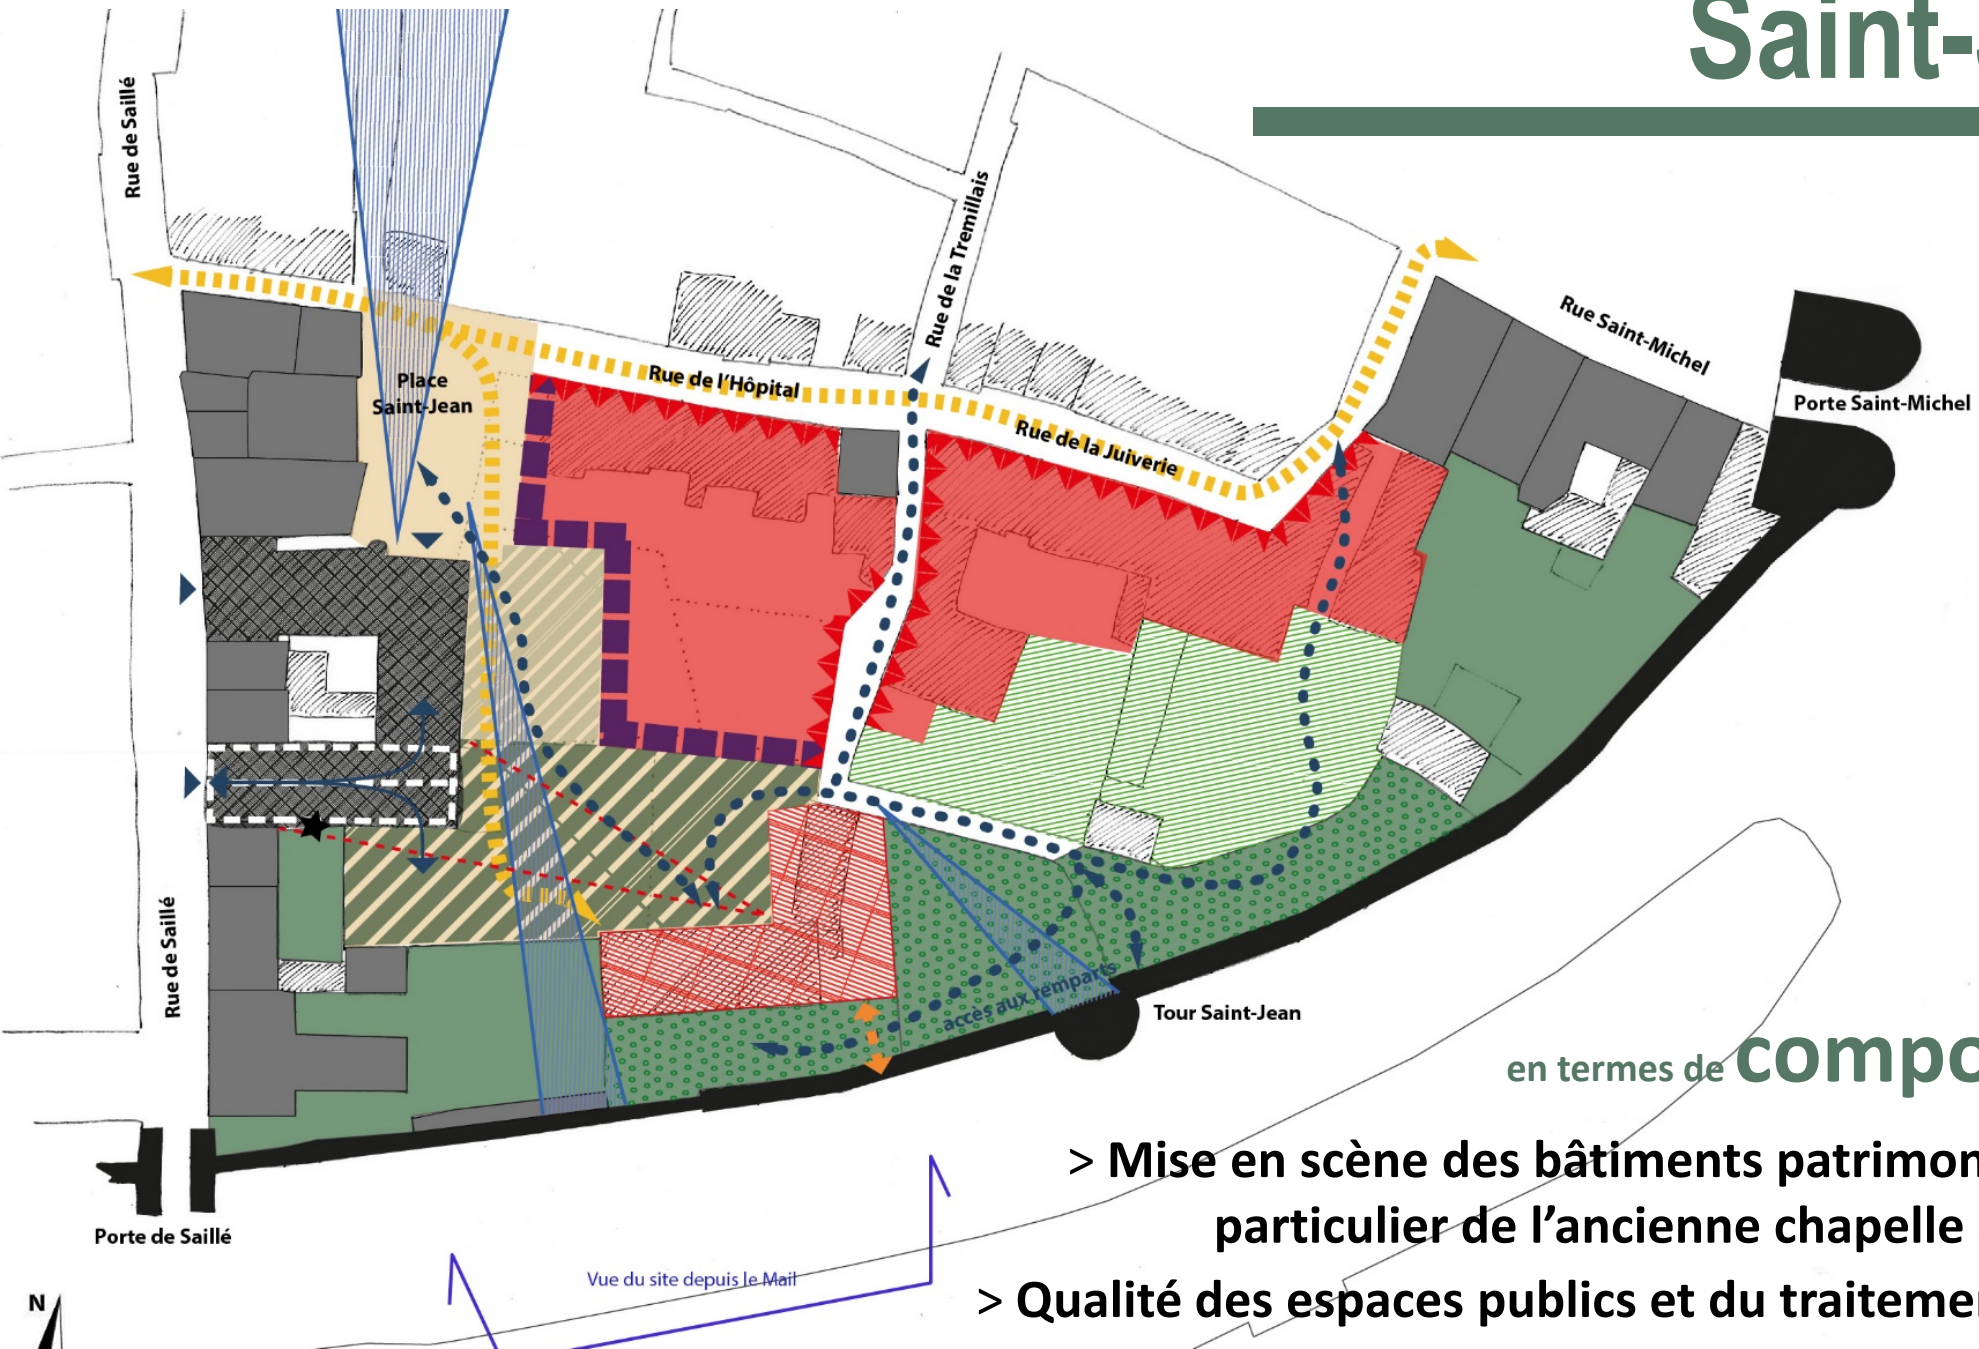 Saint-
Rue de Saillé
Rue de la Tremillais
Rue Saint-Michel
Place
Saint-Jean
Rue de l'Hôpital
Porte Saint-Michel
Rue de la Juiverie
Rue de Saillé
accès aux remparts
Tour Saint-Jean
en termes de compo
> Mise en scène des bâtiments patrimon
particulier de l'ancienne chapelle
Porte de Saillé
Vue du site depuis le Mail
> Qualité des espaces publics et du traiteme
N